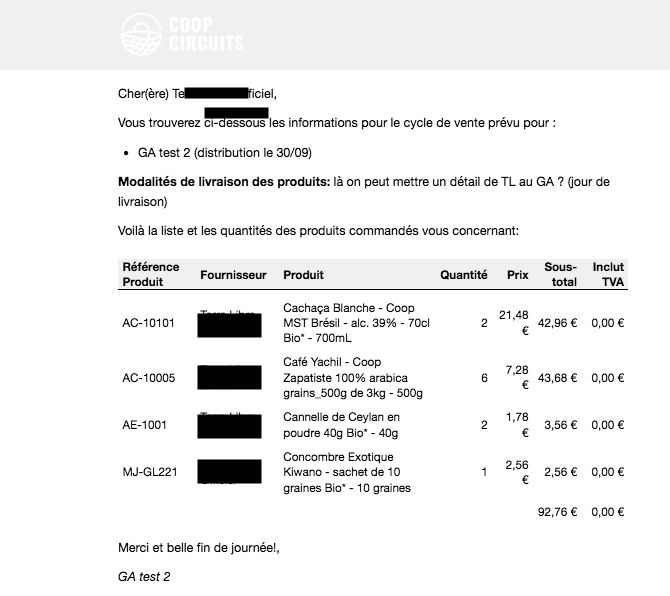 COOP
CIRCUITS
Cher(ère) Te ficiel,
Vous trouverez ci-dessous les informations pour le cycle de vente prévu pour :
• GA test 2 (distribution le 30/09)
Modalités de livraison des produits: là on peut mettre un détail de TL au GA ? (jour de
livraison)
Voilà la liste et les quantités des produits commandés vous concernant:
Référence Produit Fournisseur Produit Quantité Prix Sous-total Inclut TVA
AC-10101 Cachaça Blanche - Coop MST Brésil - alc. 39% - 70cl Bio* - 700mL 2 21,48 € 42,96 € 0,00 €
AC-10005 Café Yachil - Coop Zapatiste 100% arabica grains_500g de 3kg - 500g 6 7,28 € 43,68 € 0,00 €
AE-1001 Cannelle de Ceylan en poudre 40g Bio* - 40g 2 1,78 € 3,56 € 0,00 €
MJ-GL221 Concombre Exotique Kiwano - sachet de 10 graines Bio* - 10 graines 1 2,56 € 2,56 € 0,00 €
92,76 € 0,00 €
Merci et belle fin de journée!,
GA test 2